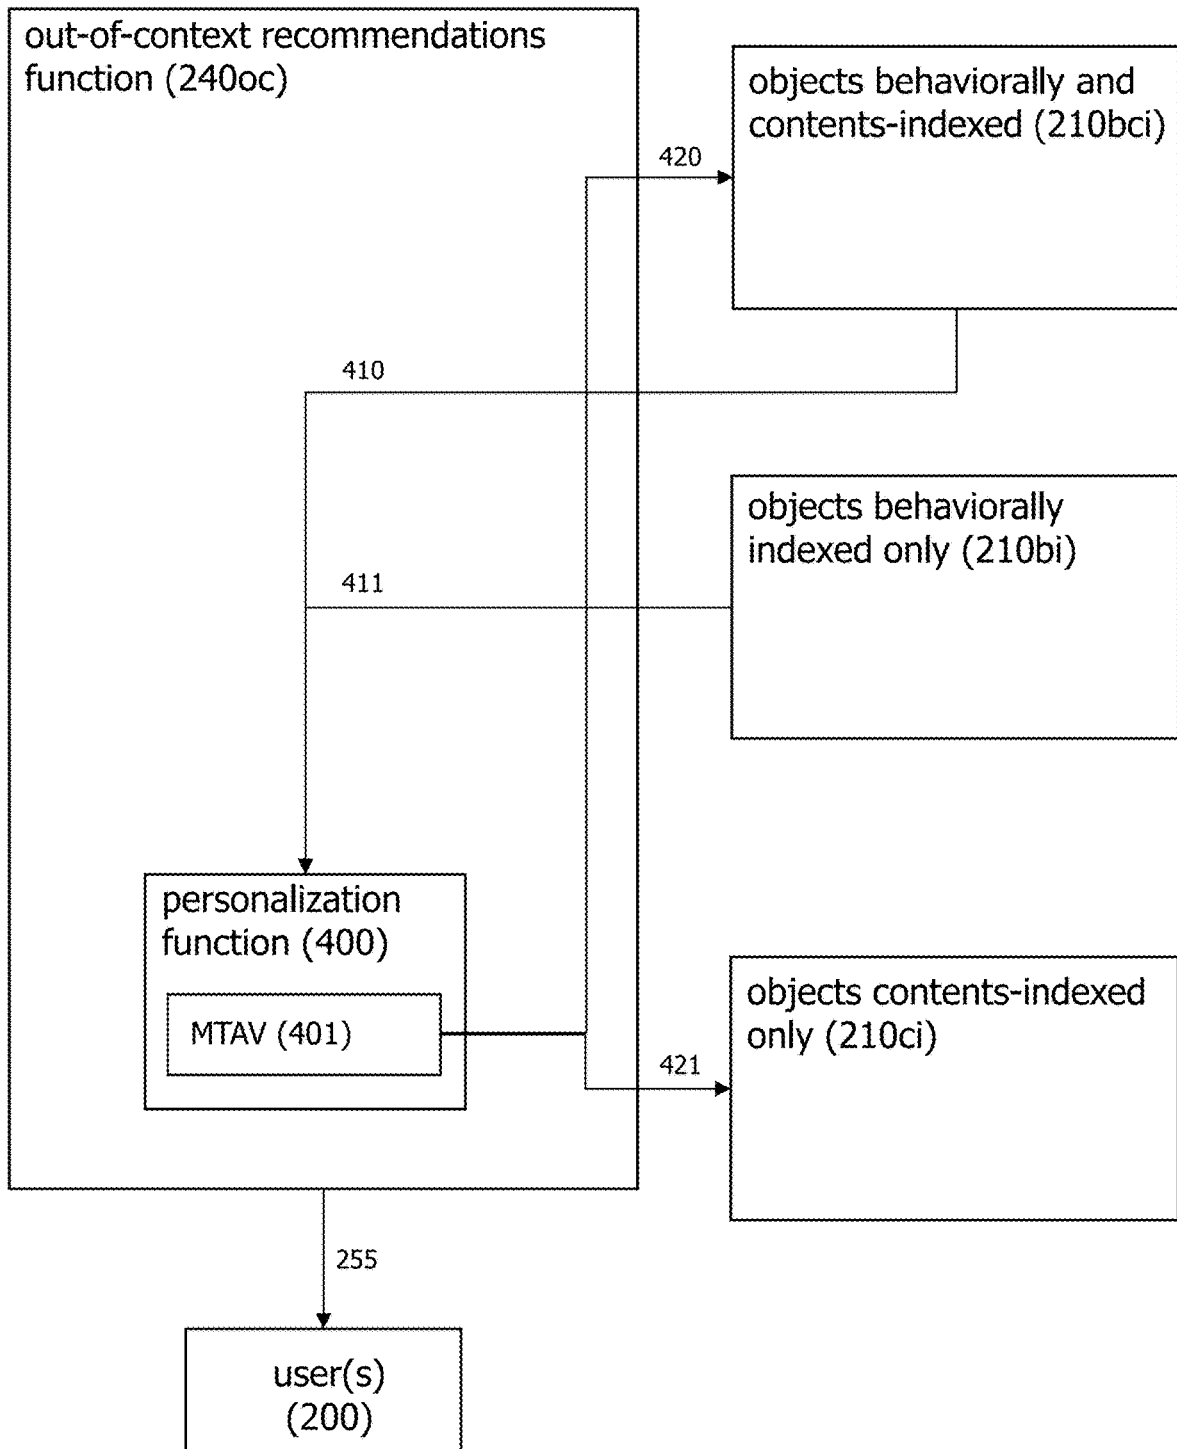 out-of-context recommendations
function (240oc)
objects behaviorally and
contents-indexed (210bci)
420
410
objects behaviorally
indexed only (210bi)
411
personalization
function (400)
MTAV (401)
objects contents-indexed
only (210ci)
421
255
user(s)
(200)